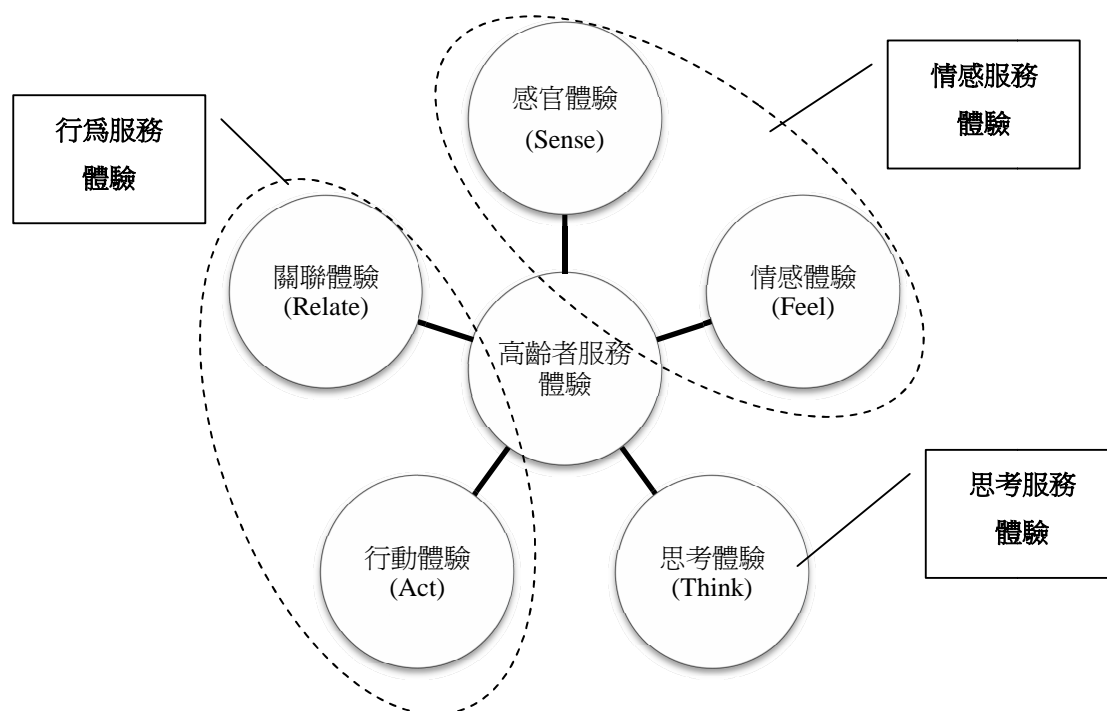 感官體驗
(Sense)
情感服務
體驗
行爲服務
體驗
關聯體驗
(Relate)
情感體驗
(Feel)
高齡者服務
體驗
思考服務
體驗
行動體驗
(Act)
思考體驗
(Think)